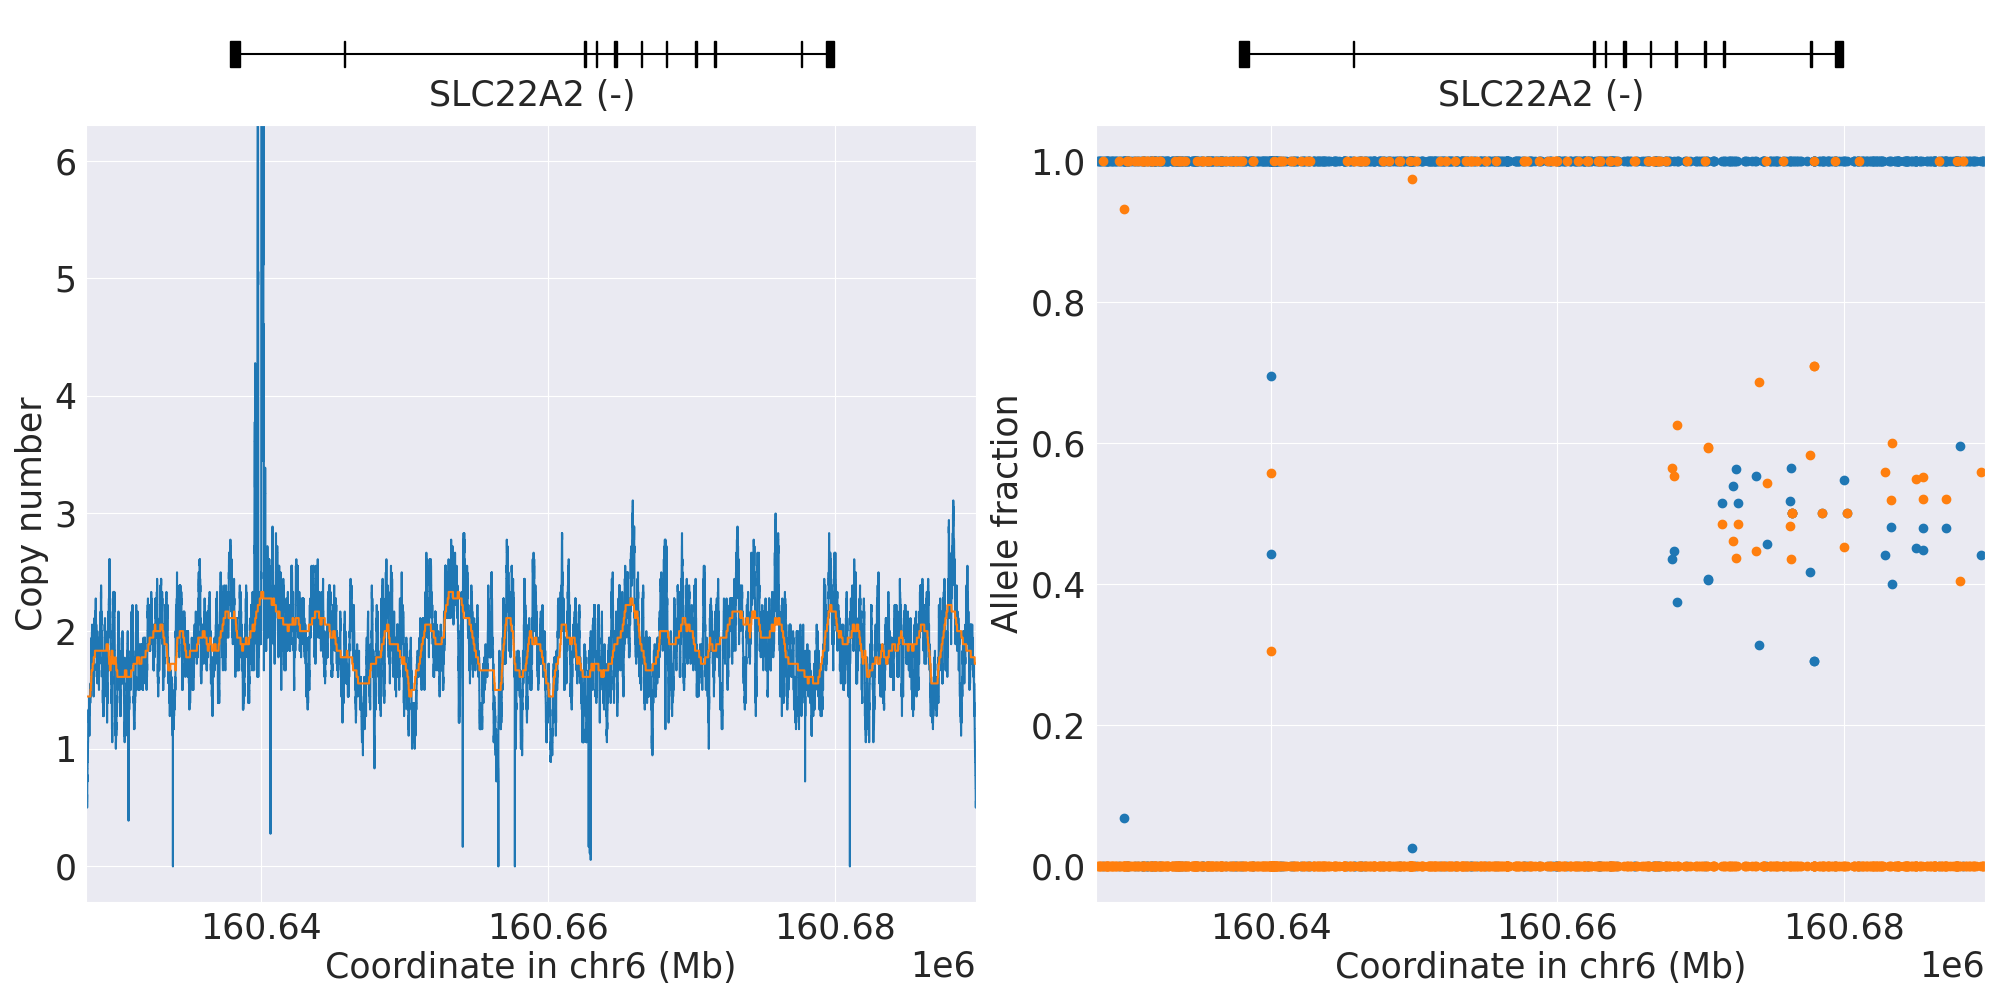 SLC22A2 (-)
6
5
4
3
2
1
0
Copy number
160.64
160.66
160.68
Coordinate in chr6 (Mb)
1e6
SLC22A2 (-)
1.0
0.8
0.6
0.4
0.2
0.0
Allele fraction
160.64
160.66
160.68
Coordinate in chr6 (Mb)
1e6